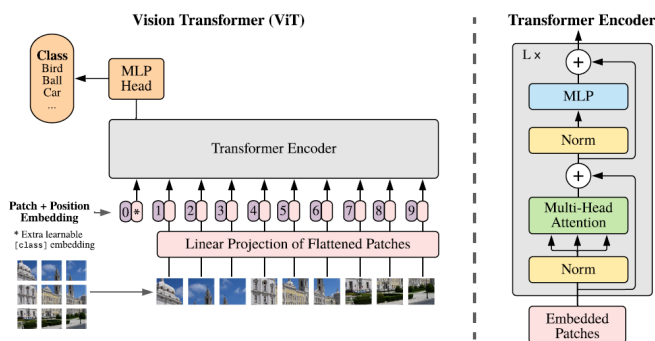 Vision Transformer (ViT)
Class
Bird
Ball
Car
...
MLP
Head
Transformer Encoder
Patch + Position
Embedding
0 * 1 2 3 4 5 6 7 8 9
* Extra learnable
[class] embedding
Linear Projection of Flattened Patches
Transformer Encoder
L ×
+
MLP
Norm
+
Multi-Head
Attention
Norm
Embedded
Patches